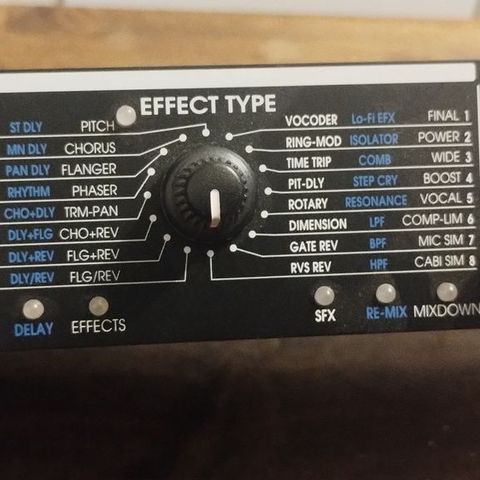 EFFECT TYPE
ST DLY PITCH
MN DLY CHORUS
PAN DLY FLANGER
RHYTHM PHASER
CHO+DLY TRM-PAN
DLY+FLG CHO+REV
DLY+REV FLG+REV
DLY/REV FLG/REV
DELAY EFFECTS
VOCODER Lo-Fi EFX FINAL 1
RING-MOD ISOLATOR POWER 2
TIME TRIP COMB WIDE 3
PIT-DLY STEP CRY BOOST 4
ROTARY RESONANCE VOCAL 5
DIMENSION LPF COMP-LIM 6
GATE REV BPF MIC SIM 7
RVS REV HPF CABI SIM 8
SFX RE-MIX MIXDOWN